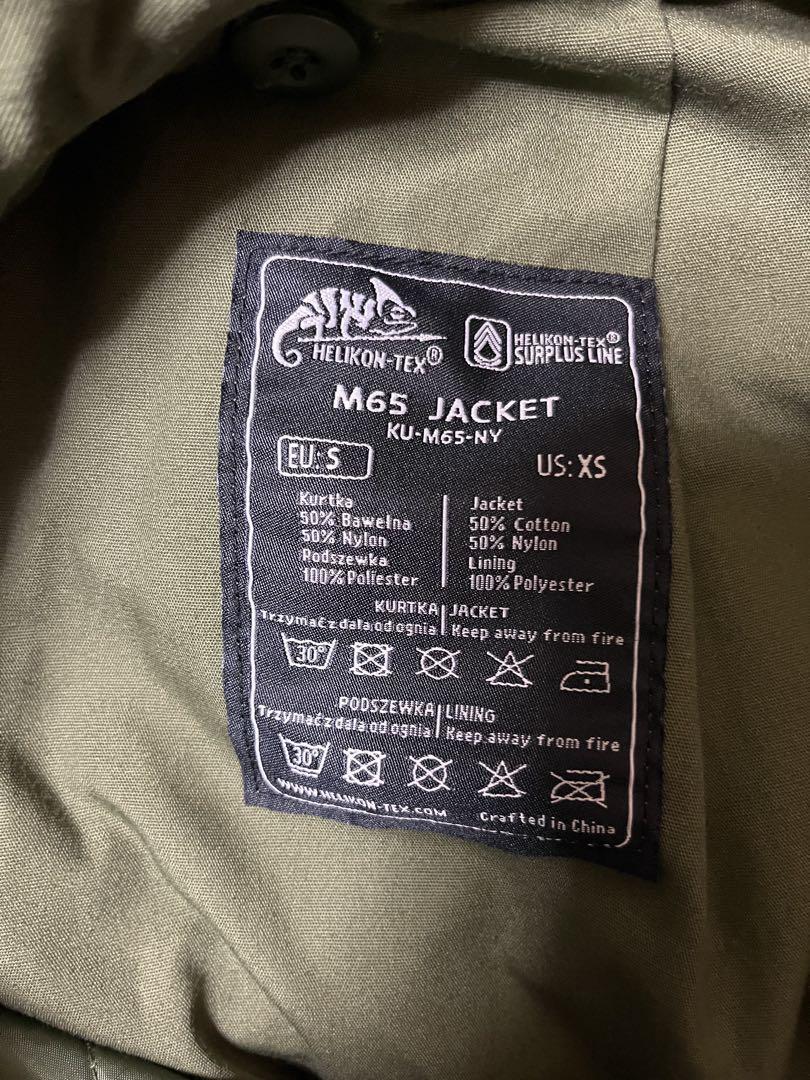 HELIKON-TEX®
HELIKON-TEX®
SURPLUS LINE
M65 JACKET
KU-M65-NY
EU: S
US: XS
Kurtka
50% Bawełna
50% Nylon
Podszewka
100% Poliester
Jacket
50% Cotton
50% Nylon
Lining
100% Polyester
KURTKA | JACKET
Trzymać z dala od ognia | Keep away from fire
30°
PODSZEWKA | LINING
Trzymać z dala od ognia | Keep away from fire
30°
WWW.HELIKON-TEX.COM
Crafted in China